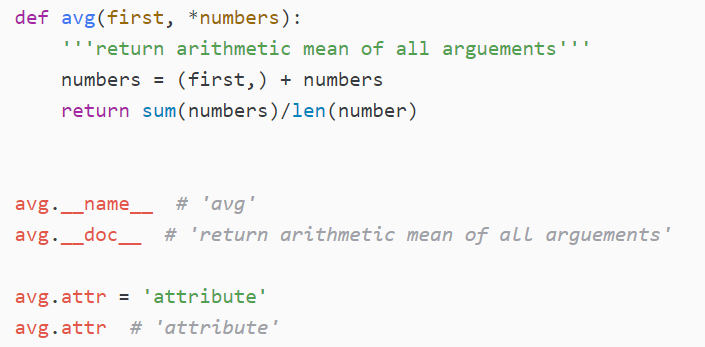 def avg(first, *numbers):
    '''return arithmetic mean of all arguements'''
    numbers = (first,) + numbers
    return sum(numbers)/len(number)
avg.__name__  # 'avg'
avg.__doc__  # 'return arithmetic mean of all arguements'
avg.attr = 'attribute'
avg.attr  # 'attribute'